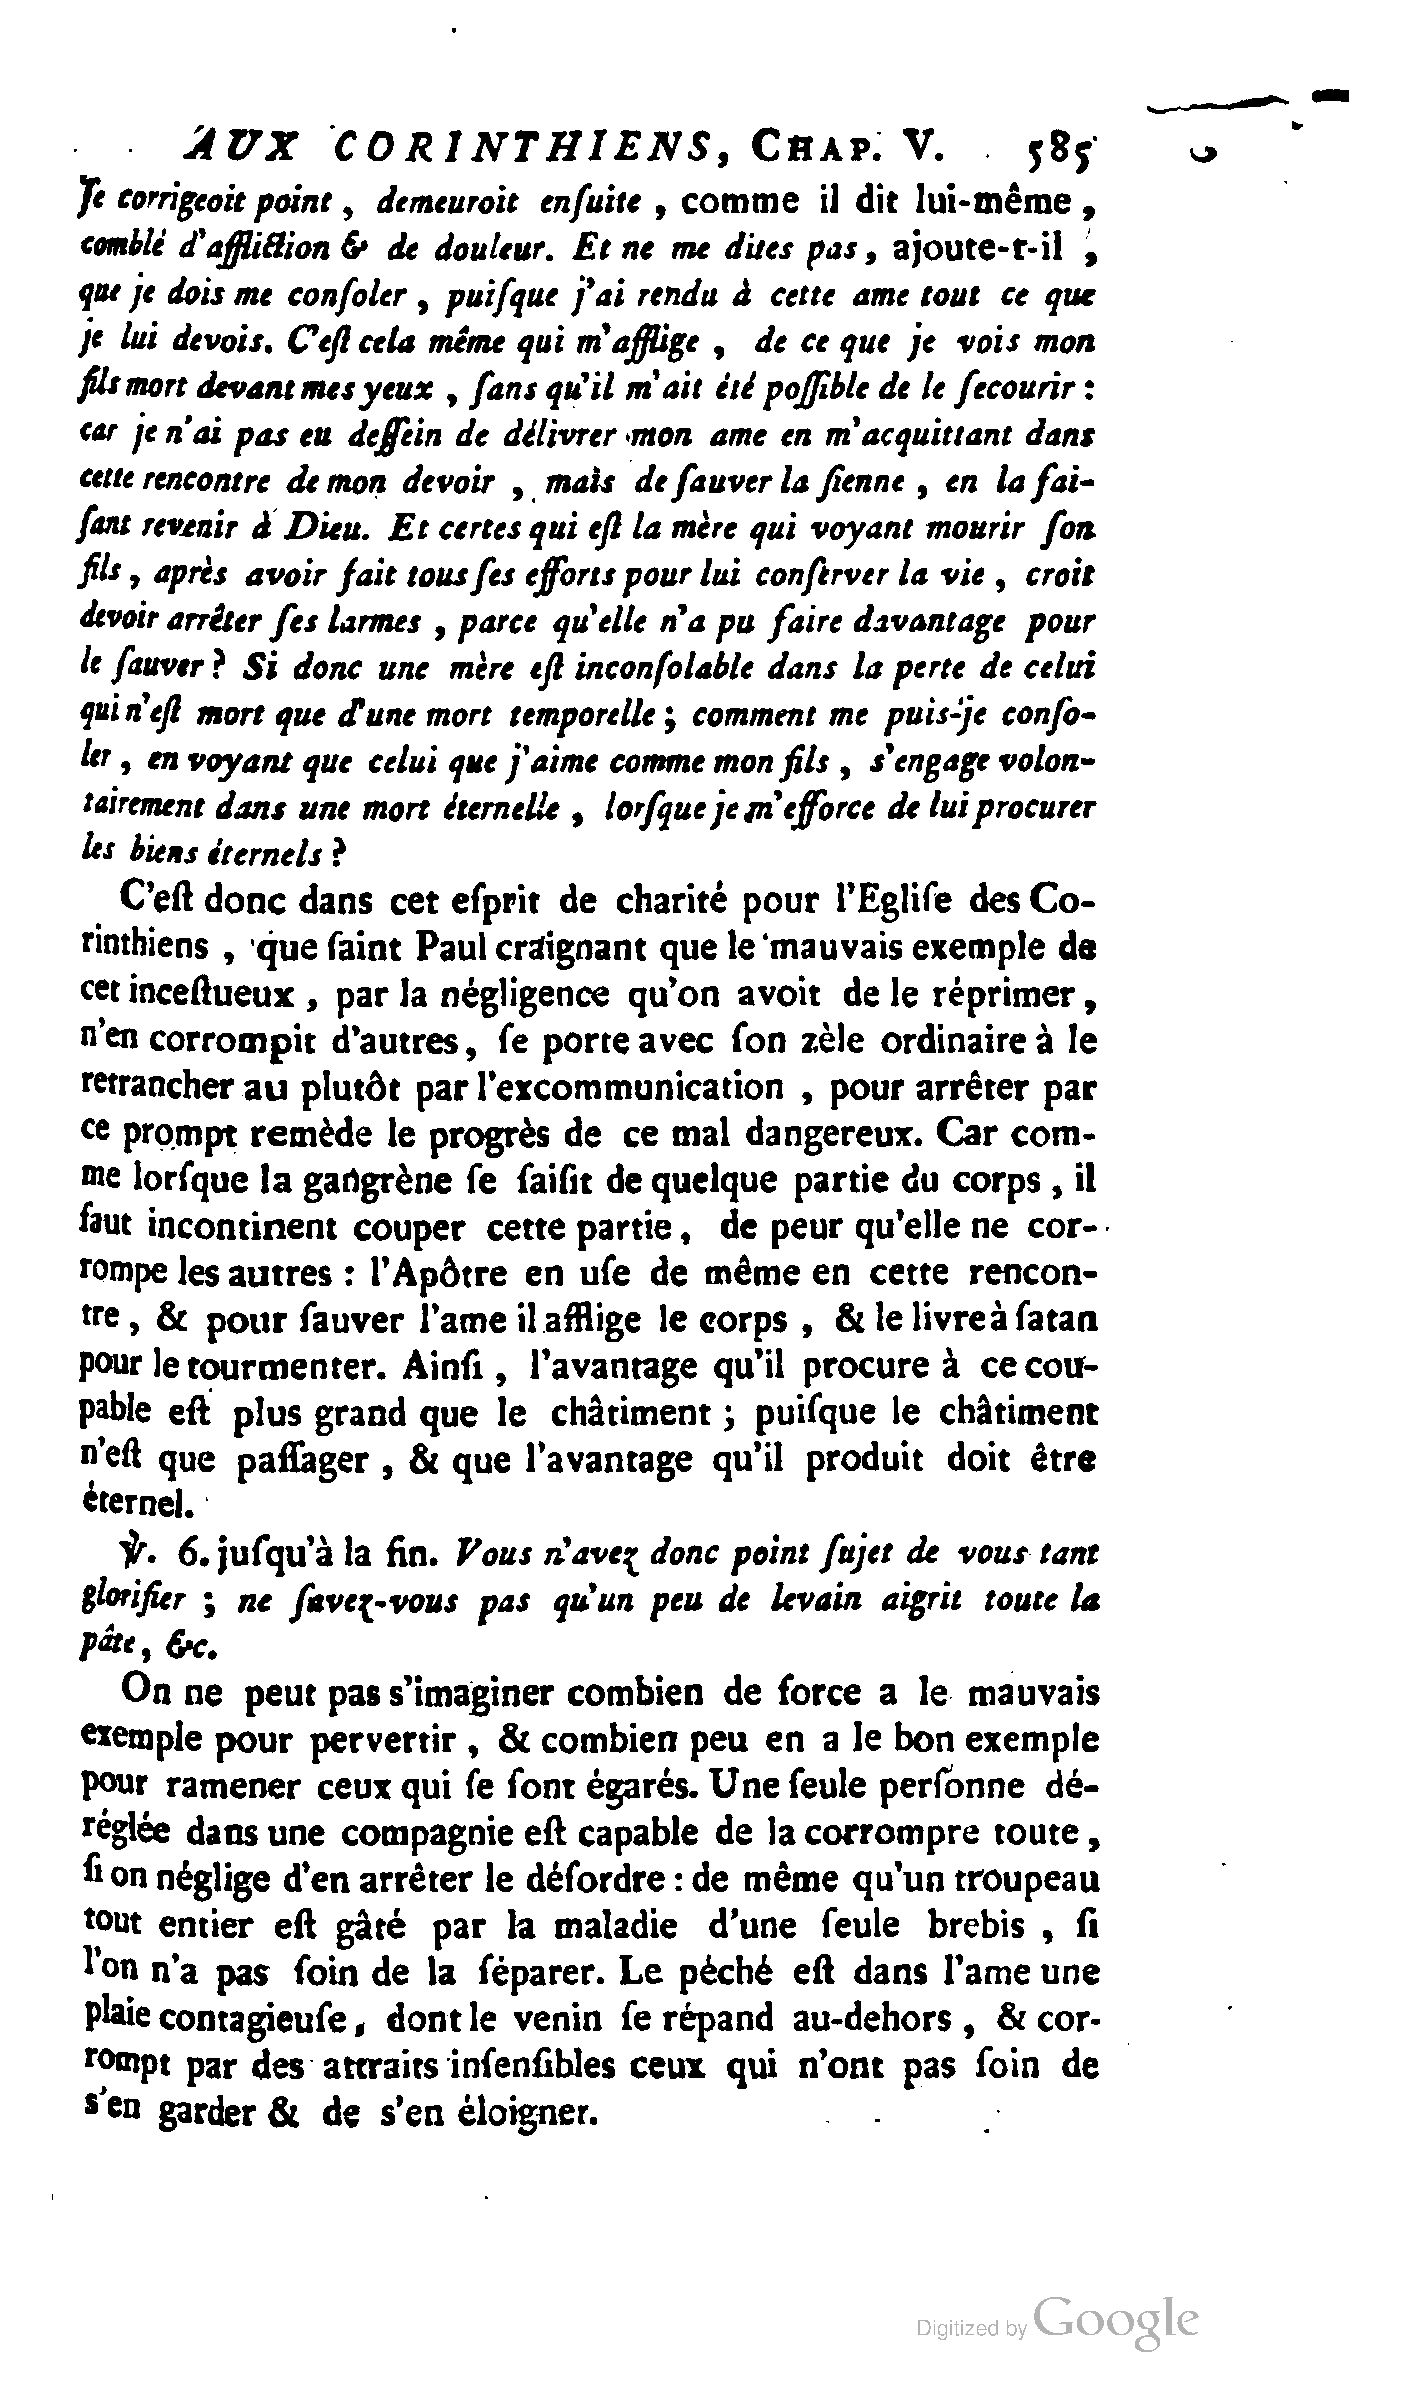 AUX CORINTHIENS, CHAP. V. 585
ſe corrigeoit point, demeuroit enſuite, comme il dit lui-même,
comblé d'affliction & de douleur. Et ne me dites pas, ajoute-t-il,
que je dois me conſoler, puiſque j'ai rendu à cette ame tout ce que
je lui devois. C'eſt cela même qui m'afflige, de ce que je vois mon
fils mort devant mes yeux, ſans qu'il m'ait été poſſible de le ſecourir :
car je n'ai pas eu deſſein de délivrer mon ame en m'acquittant dans
cette rencontre de mon devoir, mais de ſauver la ſienne, en la fai-
ſant revenir à Dieu. Et certes qui eſt la mère qui voyant mourir ſon
fils, après avoir fait tous ſes efforts pour lui conſerver la vie, croit
devoir arrêter ſes larmes, parce qu'elle n'a pu faire davantage pour
le ſauver ? Si donc une mère eſt inconſolable dans la perte de celui
qui n'eſt mort que d'une mort temporelle ; comment me puis-je conſo-
ler, en voyant que celui que j'aime comme mon fils, s'engage volon-
tairement dans une mort éternelle, lorſque je m'efforce de lui procurer
les biens éternels ?
C'eſt donc dans cet eſprit de charité pour l'Egliſe des Co-
rinthiens, que ſaint Paul craignant que le mauvais exemple de
cet inceſtueux, par la négligence qu'on avoit de le réprimer,
n'en corrompit d'autres, ſe porte avec ſon zèle ordinaire à le
retrancher au plutôt par l'excommunication, pour arrêter par
ce prompt remède le progrès de ce mal dangereux. Car com-
me lorſque la gangrène ſe ſaiſit de quelque partie du corps, il
faut incontinent couper cette partie, de peur qu'elle ne cor-
rompe les autres : l'Apôtre en uſe de même en cette rencon-
tre, & pour ſauver l'ame il afflige le corps, & le livre à ſatan
pour le tourmenter. Ainſi, l'avantage qu'il procure à ce cou-
pable eſt plus grand que le châtiment ; puiſque le châtiment
n'eſt que paſſager, & que l'avantage qu'il produit doit être
éternel.
℣. 6. juſqu'à la fin. Vous n'avez donc point ſujet de vous tant
glorifier ; ne ſavez-vous pas qu'un peu de levain aigrit toute la
pâte, &c.
On ne peut pas s'imaginer combien de force a le mauvais
exemple pour pervertir, & combien peu en a le bon exemple
pour ramener ceux qui ſe ſont égarés. Une ſeule perſonne dé-
réglée dans une compagnie eſt capable de la corrompre toute,
ſi on néglige d'en arrêter le déſordre : de même qu'un troupeau
tout entier eſt gâté par la maladie d'une ſeule brebis, ſi
l'on n'a pas ſoin de la ſéparer. Le péché eſt dans l'ame une
plaie contagieuſe, dont le venin ſe répand au-dehors, & cor-
rompt par des attraits inſenſibles ceux qui n'ont pas ſoin de
s'en garder & de s'en éloigner.
Digitized by Google